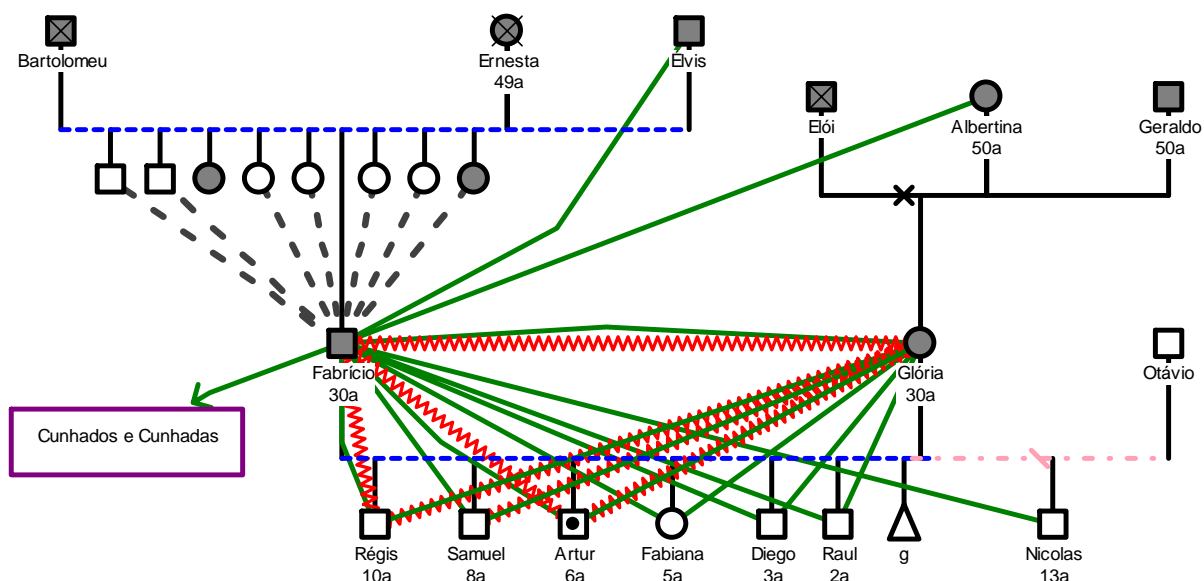 Bartolomeu
Ernesta
49a
Elvis
Elói
Albertina
50a
Geraldo
50a
Fabrício
30a
Glória
30a
Otávio
Cunhados e Cunhadas
Régis
10a
Samuel
8a
Artur
6a
Fabiana
5a
Diego
3a
Raul
2a
g
Nicolas
13a